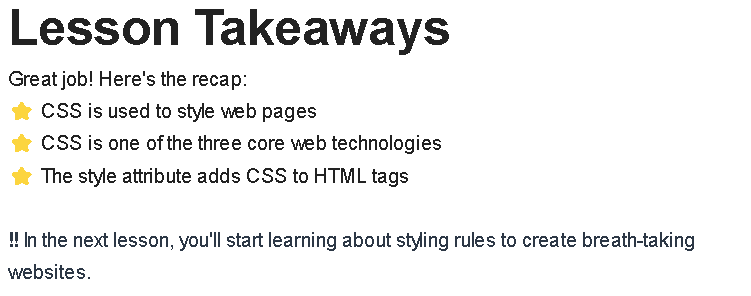 Lesson Takeaways
Great job! Here's the recap:
⭐ CSS is used to style web pages
⭐ CSS is one of the three core web technologies
⭐ The style attribute adds CSS to HTML tags
‼ In the next lesson, you'll start learning about styling rules to create breath-taking
websites.